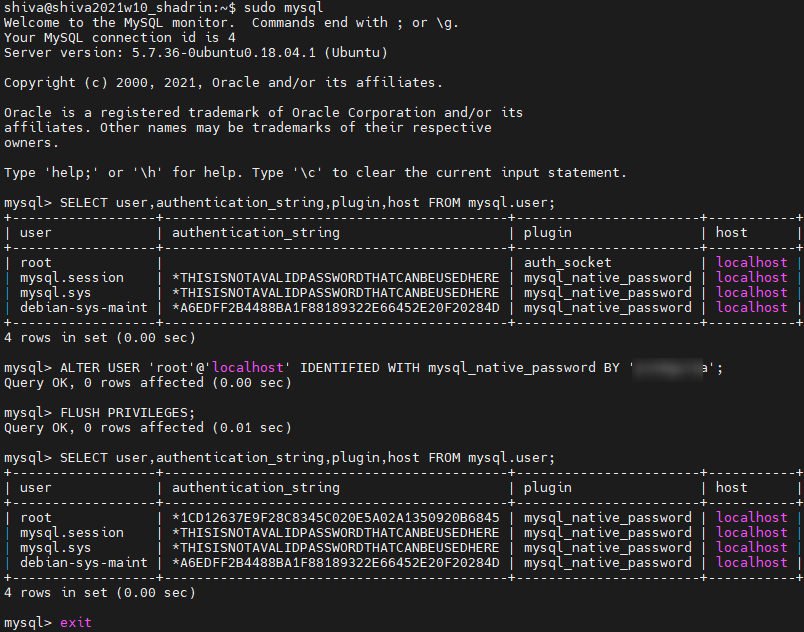 shiva@shiva2021w10_shadrin:~$ sudo mysql
Welcome to the MySQL monitor.  Commands end with ; or \g.
Your MySQL connection id is 4
Server version: 5.7.36-0ubuntu0.18.04.1 (Ubuntu)

Copyright (c) 2000, 2021, Oracle and/or its affiliates.

Oracle is a registered trademark of Oracle Corporation and/or its
affiliates. Other names may be trademarks of their respective
owners.

Type 'help;' or '\h' for help. Type '\c' to clear the current input statement.

mysql> SELECT user,authentication_string,plugin,host FROM mysql.user;
+------------------+-------------------------------------------+-----------------------+-----------+
| user             | authentication_string                     | plugin                | host      |
+------------------+-------------------------------------------+-----------------------+-----------+
| root             |                                           | auth_socket           | localhost |
| mysql.session    | *THISISNOTAVALIDPASSWORDTHATCANBEUSEDHERE | mysql_native_password | localhost |
| mysql.sys        | *THISISNOTAVALIDPASSWORDTHATCANBEUSEDHERE | mysql_native_password | localhost |
| debian-sys-maint | *A6EDFF2B4488BA1F88189322E66452E20F20284D | mysql_native_password | localhost |
+------------------+-------------------------------------------+-----------------------+-----------+
4 rows in set (0.00 sec)

mysql> ALTER USER 'root'@'localhost' IDENTIFIED WITH mysql_native_password BY 'a';
Query OK, 0 rows affected (0.00 sec)

mysql> FLUSH PRIVILEGES;
Query OK, 0 rows affected (0.01 sec)

mysql> SELECT user,authentication_string,plugin,host FROM mysql.user;
+------------------+-------------------------------------------+-----------------------+-----------+
| user             | authentication_string                     | plugin                | host      |
+------------------+-------------------------------------------+-----------------------+-----------+
| root             | *1CD12637E9F28C8345C020E5A02A1350920B6845 | mysql_native_password | localhost |
| mysql.session    | *THISISNOTAVALIDPASSWORDTHATCANBEUSEDHERE | mysql_native_password | localhost |
| mysql.sys        | *THISISNOTAVALIDPASSWORDTHATCANBEUSEDHERE | mysql_native_password | localhost |
| debian-sys-maint | *A6EDFF2B4488BA1F88189322E66452E20F20284D | mysql_native_password | localhost |
+------------------+-------------------------------------------+-----------------------+-----------+
4 rows in set (0.00 sec)

mysql> exit